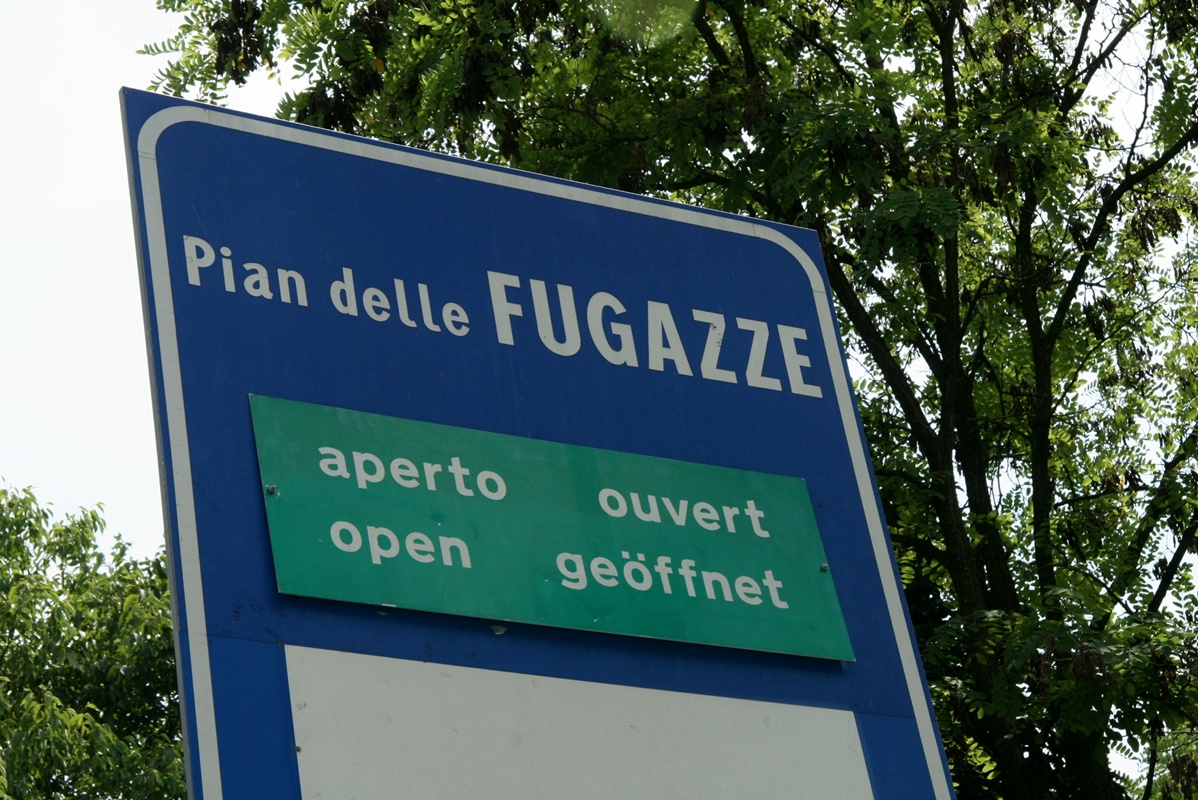 Pian delle FUGAZZE
aperto ouvert
open geöffnet